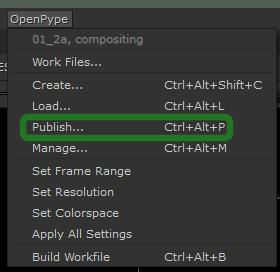 OpenPype
01_2a, compositing
Work Files...
Create... Ctrl+Alt+Shift+C
Load... Ctrl+Alt+L
Publish... Ctrl+Alt+P
Manage... Ctrl+Alt+M
Set Frame Range
Set Resolution
Set Colorspace
Apply All Settings
Build Workfile Ctrl+Alt+B